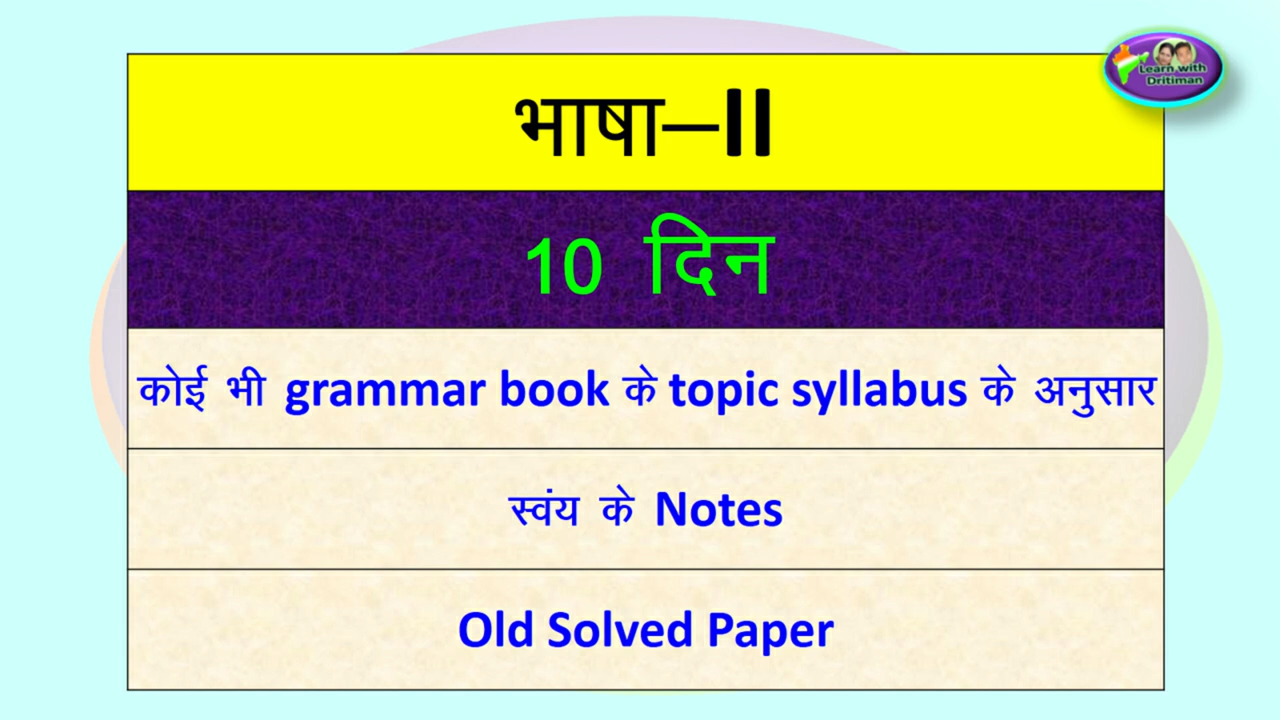 Learn with
Dritiman
भाषा–II
10 दिन
कोई भी grammar book के topic syllabus के अनुसार
स्वंय के Notes
Old Solved Paper